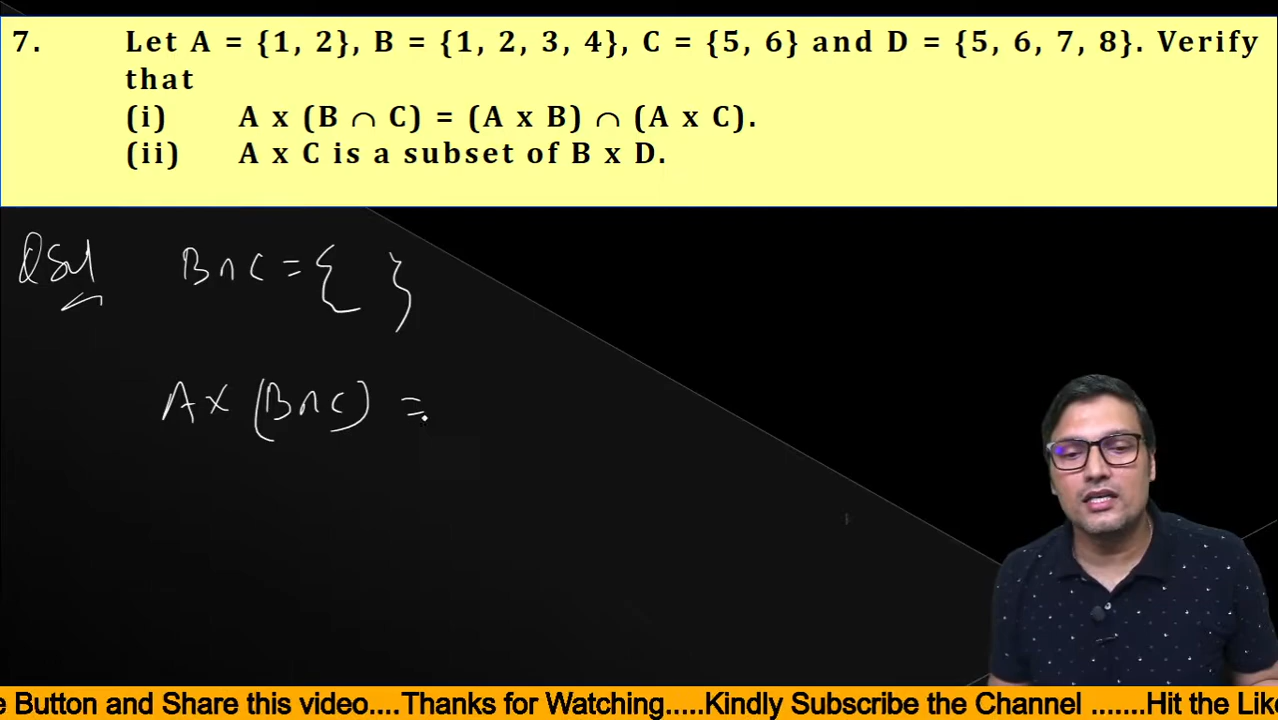 7. Let A = {1, 2}, B = {1, 2, 3, 4}, C = {5, 6} and D = {5, 6, 7, 8}. Verify
that
(i) A x (B ∩ C) = (A x B) ∩ (A x C).
(ii) A x C is a subset of B x D.
B∩C = { }
A× (B∩C) =
e Button and Share this video....Thanks for Watching.....Kindly Subscribe the Channel .......Hit the Like